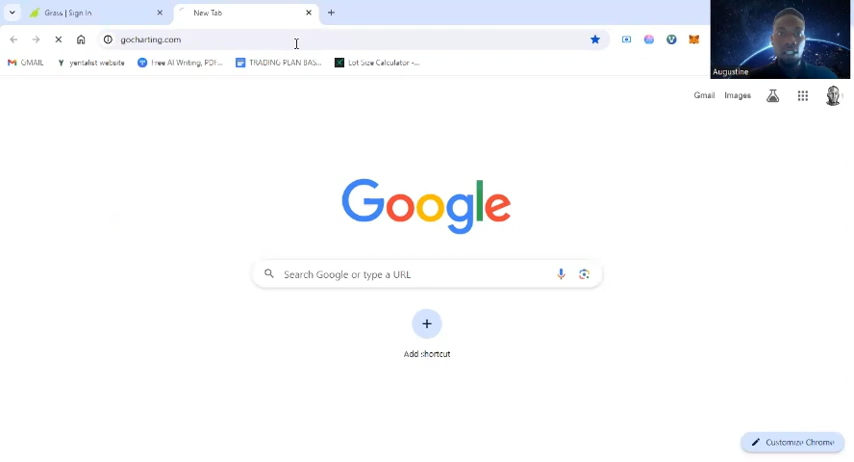 Grass | Sign In
New Tab
gocharting.com
GMAIL
yentalist website
Free AI Writing, PDF...
TRADING PLAN BAS...
Lot Size Calculator -...
Augustine
Gmail
Images
Google
Search Google or type a URL
Add shortcut
Customize Chrome